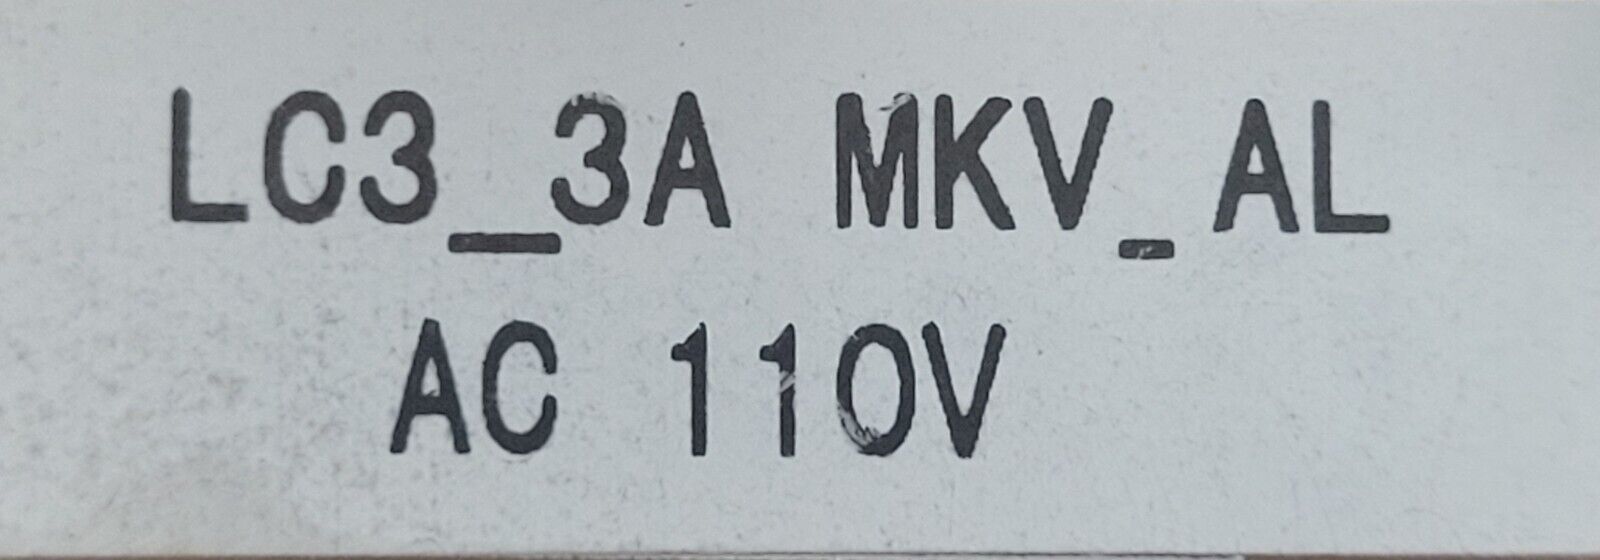 LC3_3A MKV_AL
AC 110V